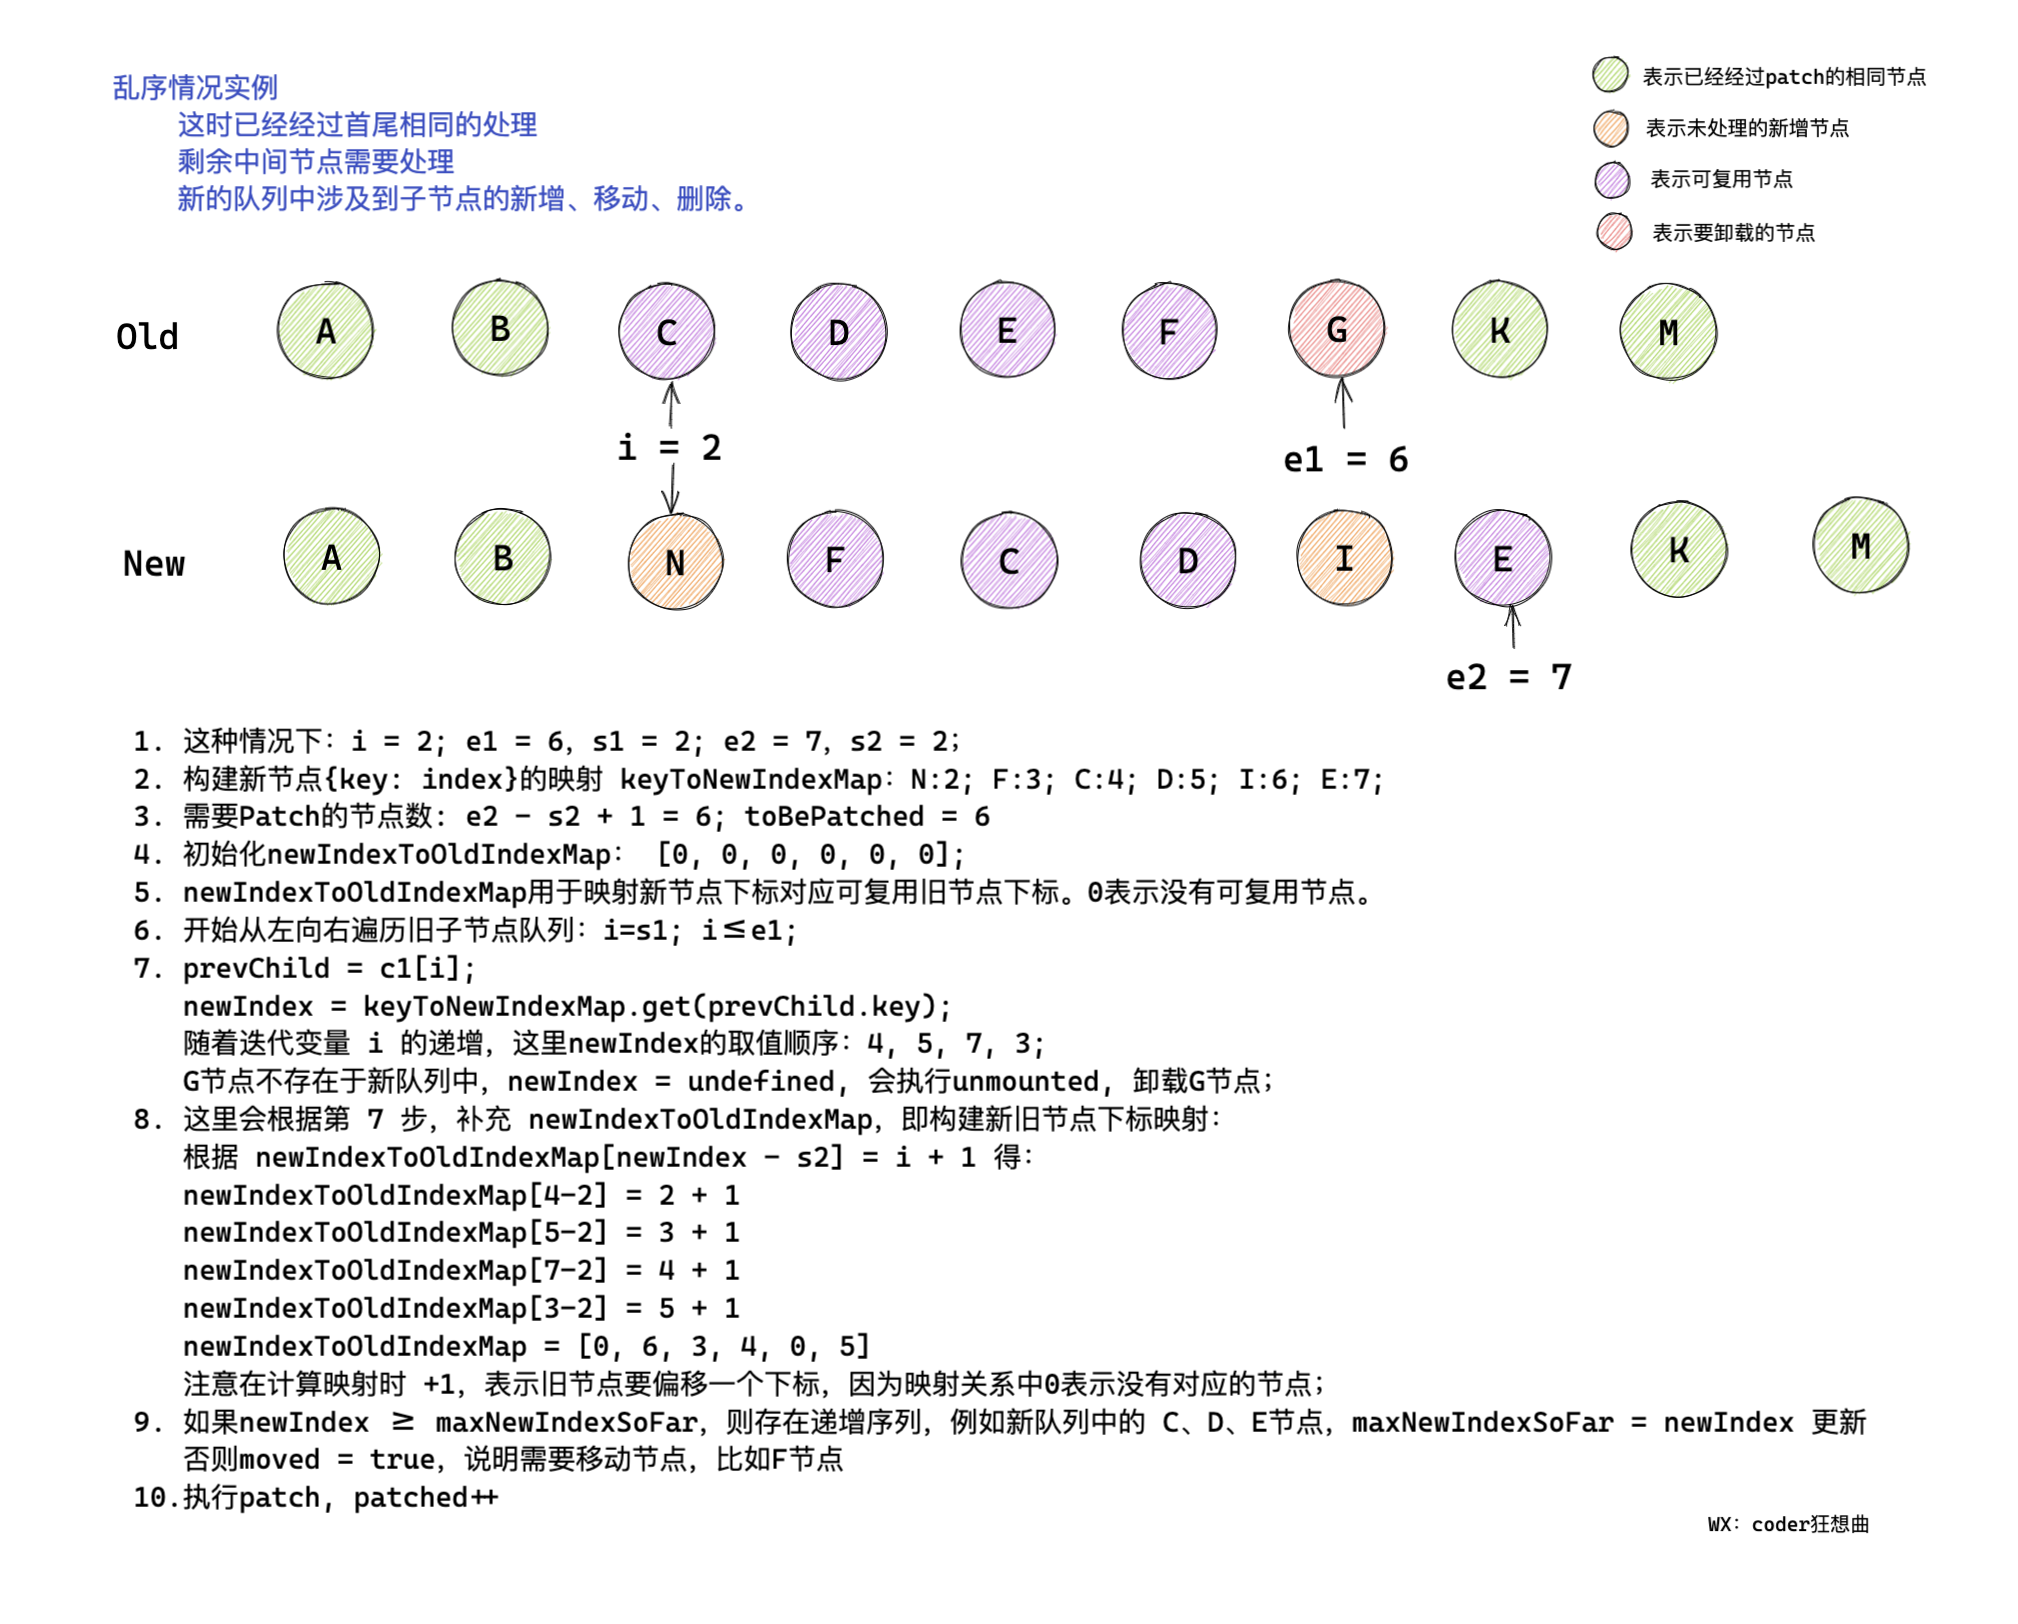 乱序情况实例
这时已经经过首尾相同的处理
剩余中间节点需要处理
新的队列中涉及到子节点的新增、移动、删除。
表示已经经过patch的相同节点
表示未处理的新增节点
表示可复用节点
表示要卸载的节点
Old A B C D E F G K M
i = 2
e1 = 6
New A B N F C D I E K M
e2 = 7
1. 这种情况下：i = 2; e1 = 6, s1 = 2; e2 = 7, s2 = 2;
2. 构建新节点{key: index}的映射 keyToNewIndexMap：N:2; F:3; C:4; D:5; I:6; E:7;
3. 需要Patch的节点数: e2 - s2 + 1 = 6; toBePatched = 6
4. 初始化newIndexToOldIndexMap： [0, 0, 0, 0, 0, 0];
5. newIndexToOldIndexMap用于映射新节点下标对应可复用旧节点下标。0表示没有可复用节点。
6. 开始从左向右遍历旧子节点队列：i=s1; i≤e1;
7. prevChild = c1[i];
newIndex = keyToNewIndexMap.get(prevChild.key);
随着迭代变量 i 的递增，这里newIndex的取值顺序：4, 5, 7, 3;
G节点不存在于新队列中，newIndex = undefined, 会执行unmounted, 卸载G节点；
8. 这里会根据第 7 步，补充 newIndexToOldIndexMap，即构建新旧节点下标映射：
根据 newIndexToOldIndexMap[newIndex - s2] = i + 1 得：
newIndexToOldIndexMap[4-2] = 2 + 1
newIndexToOldIndexMap[5-2] = 3 + 1
newIndexToOldIndexMap[7-2] = 4 + 1
newIndexToOldIndexMap[3-2] = 5 + 1
newIndexToOldIndexMap = [0, 6, 3, 4, 0, 5]
注意在计算映射时 +1，表示旧节点要偏移一个下标，因为映射关系中0表示没有对应的节点；
9. 如果newIndex ≥ maxNewIndexSoFar，则存在递增序列，例如新队列中的 C、D、E节点，maxNewIndexSoFar = newIndex 更新
否则moved = true，说明需要移动节点，比如F节点
10.执行patch, patched++
WX：coder狂想曲